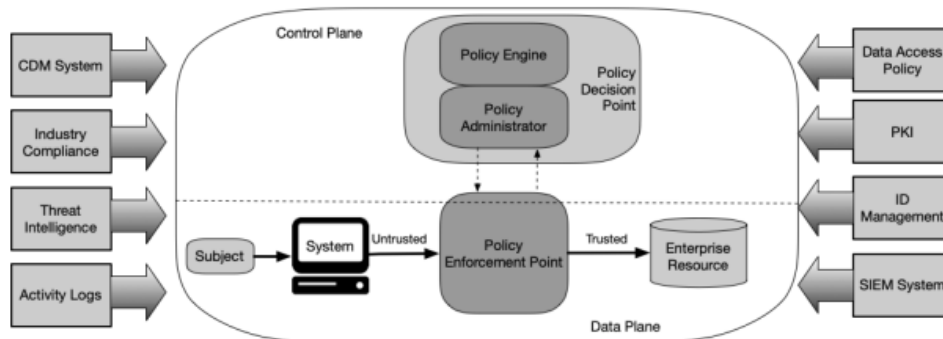 Control Plane
Policy Engine
Policy
Administrator
Policy
Decision
Point
CDM System
Industry
Compliance
Threat
Intelligence
Activity Logs
Data Access
Policy
PKI
ID
Management
SIEM System
Subject
System
Untrusted
Policy
Enforcement Point
Trusted
Enterprise
Resource
Data Plane